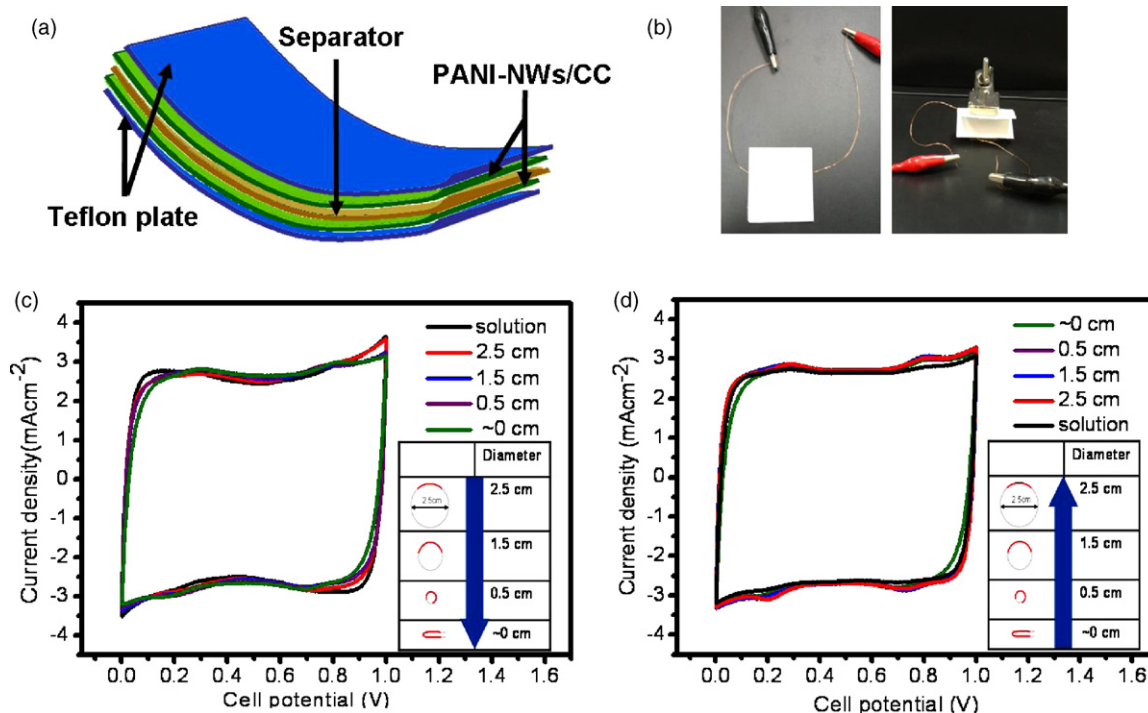 (a)
Separator
PANI-NWs/CC
Teflon plate
(b)
(c)
Current density(mAcm-2)
4
3
2
1
0
-1
-2
-3
-4
0.0 0.2 0.4 0.6 0.8 1.0 1.2 1.4 1.6
Cell potential (V)
solution
2.5 cm
1.5 cm
0.5 cm
~0 cm
Diameter
2.5cm
2.5 cm
1.5 cm
0.5 cm
~0 cm
(d)
Current density (mAcm-2)
4
3
2
1
0
-1
-2
-3
-4
0.0 0.2 0.4 0.6 0.8 1.0 1.2 1.4 1.6
Cell potential (V)
~0 cm
0.5 cm
1.5 cm
2.5 cm
solution
Diameter
2.5cm
2.5 cm
1.5 cm
0.5 cm
~0 cm